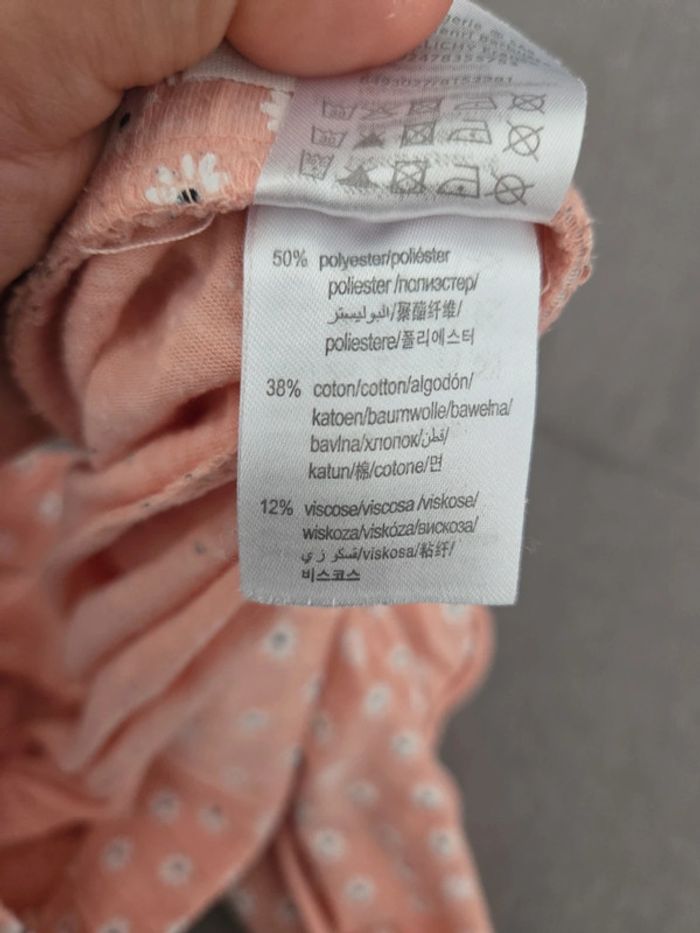 50% polyester/poliéster
poliester /полиэстер/
البوليستر/聚酯纤维/
poliestere/폴리에스터
38% coton/cotton/algodón/
katoen/baumwolle/bawełna/
bavlna/хлопок/قطن/
katun/棉/cotone/면
12% viscose/viscosa /viskose/
wiskoza/viskóza/вискоза/
فسكو زي/viskosa/粘纤/
비스코스